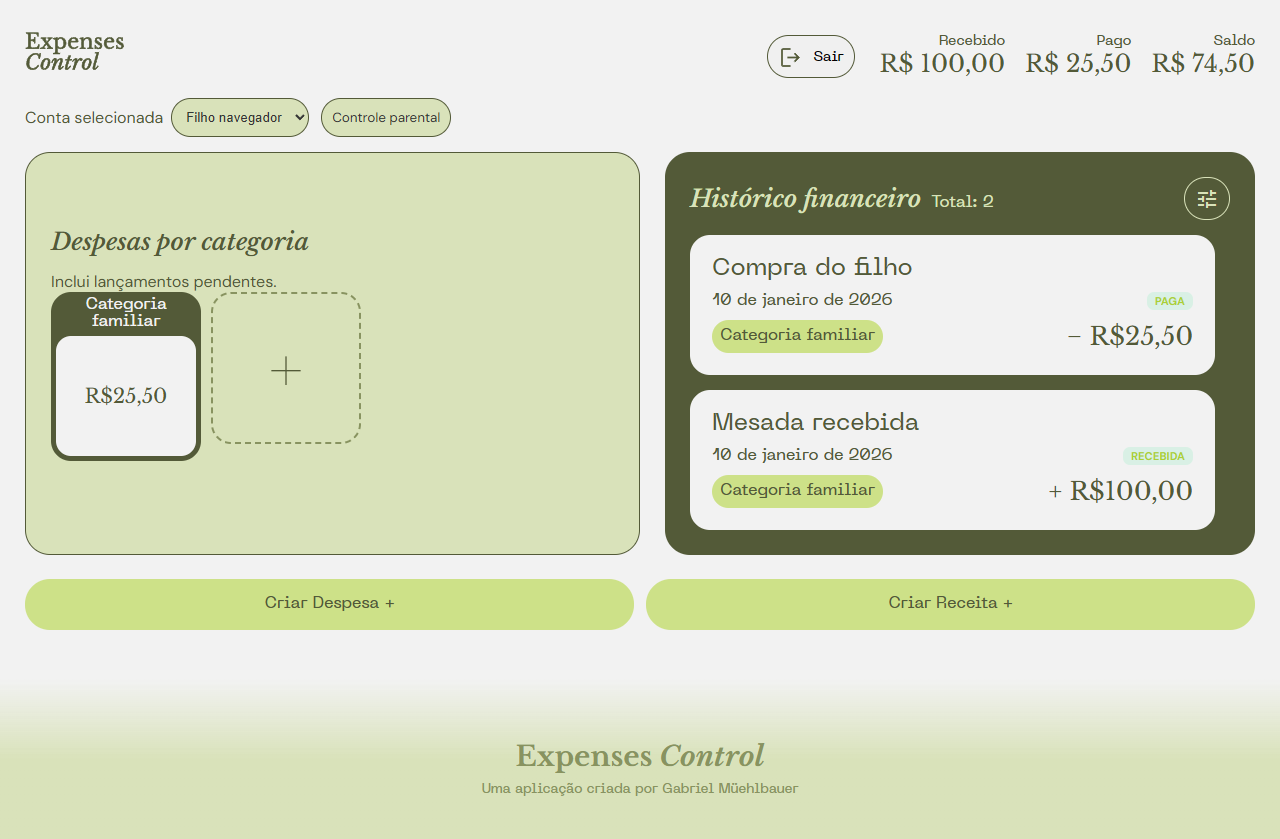 Expenses
Control
Sair
Recebido
R$ 100,00
Pago
R$ 25,50
Saldo
R$ 74,50
Conta selecionada
Filho navegador
Controle parental
Despesas por categoria
Inclui lançamentos pendentes.
Categoria
familiar
R$25,50
Histórico financeiro Total: 2
Compra do filho
10 de janeiro de 2026
PAGA
Categoria familiar
– R$25,50
Mesada recebida
10 de janeiro de 2026
RECEBIDA
Categoria familiar
+ R$100,00
Criar Despesa +
Criar Receita +
Expenses Control
Uma aplicação criada por Gabriel Müehlbauer